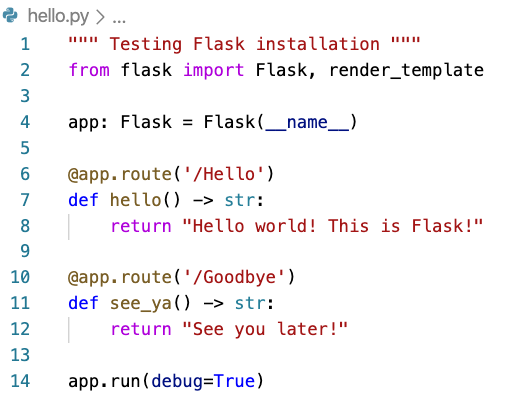 hello.py > ...
1 """ Testing Flask installation """
2 from flask import Flask, render_template
3
4 app: Flask = Flask(__name__)
5
6 @app.route('/Hello')
7 def hello() -> str:
8     return "Hello world! This is Flask!"
9
10 @app.route('/Goodbye')
11 def see_ya() -> str:
12     return "See you later!"
13
14 app.run(debug=True)